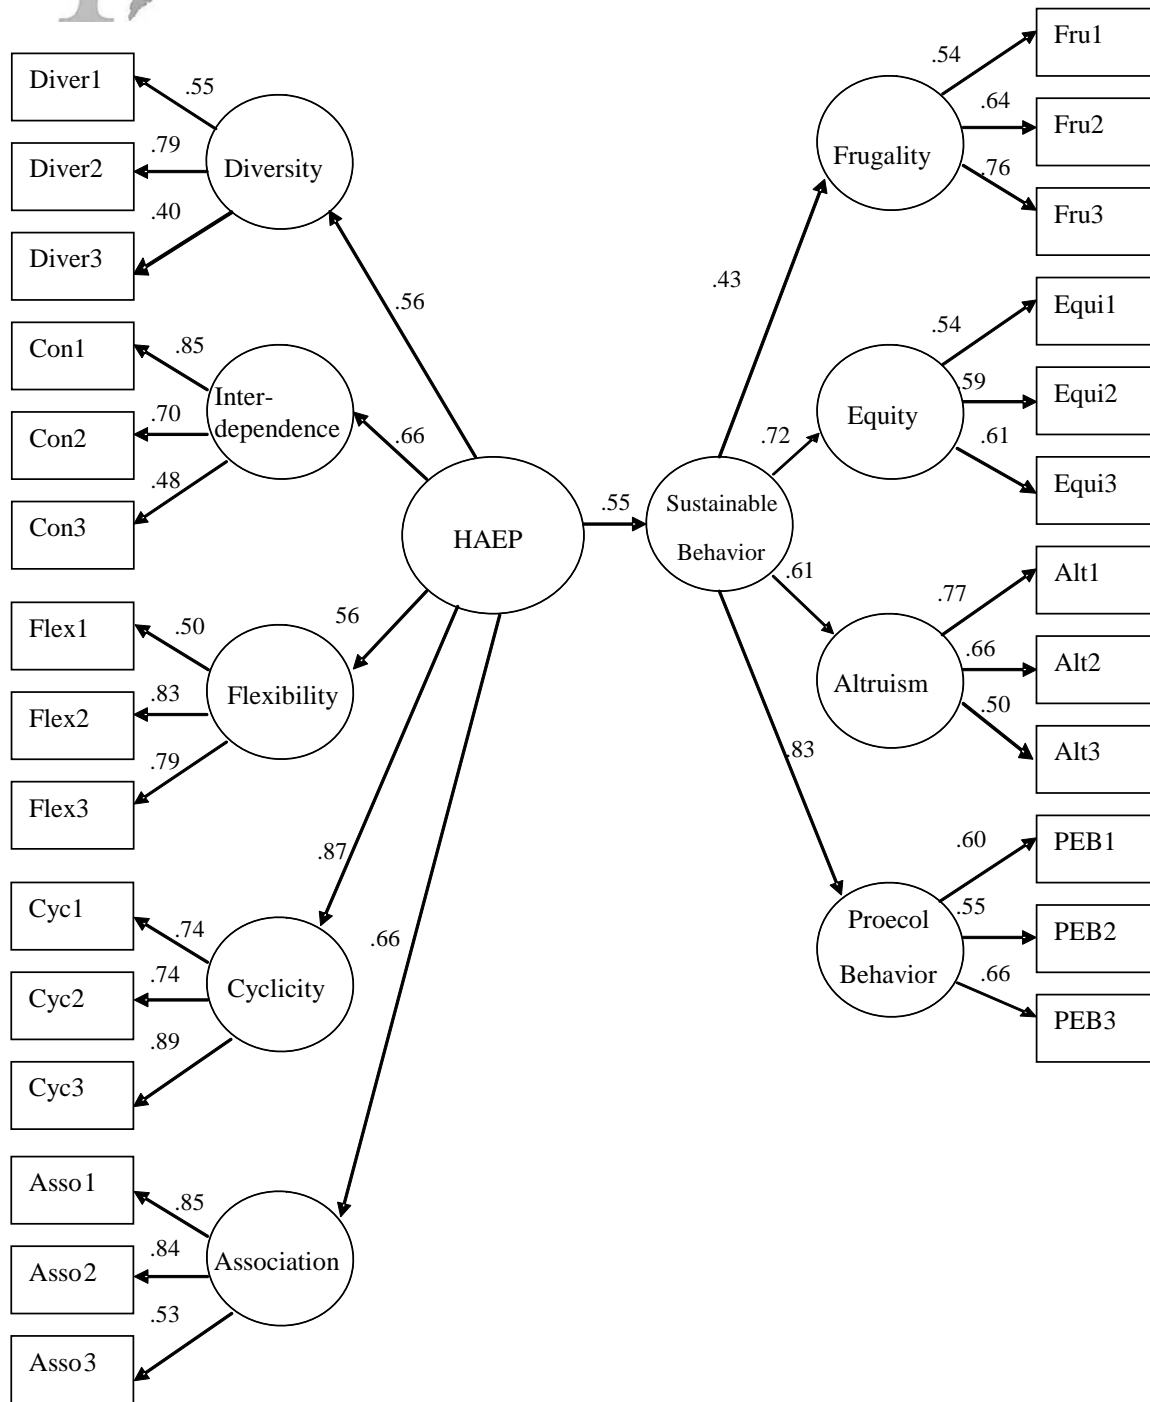 Diver1
.55
Diver2
.79
Diver3
.40
Diversity
.56
Con1
.85
Con2
.70
Con3
.48
Inter-
dependence
.66
Flex1
.50
Flex2
.83
Flex3
.79
Flexibility
56
Cyc1
.74
Cyc2
.74
Cyc3
.89
Cyclicity
.87
Asso1
.85
Asso2
.84
Asso3
.53
Association
.66
HAEP
.55
Sustainable
Behavior
.43
Frugality
.54
Fru1
.64
Fru2
.76
Fru3
.72
Equity
.54
Equi1
.59
Equi2
.61
Equi3
.61
Altruism
.77
Alt1
.66
Alt2
.50
Alt3
.83
Proecol
Behavior
.60
PEB1
.55
PEB2
.66
PEB3